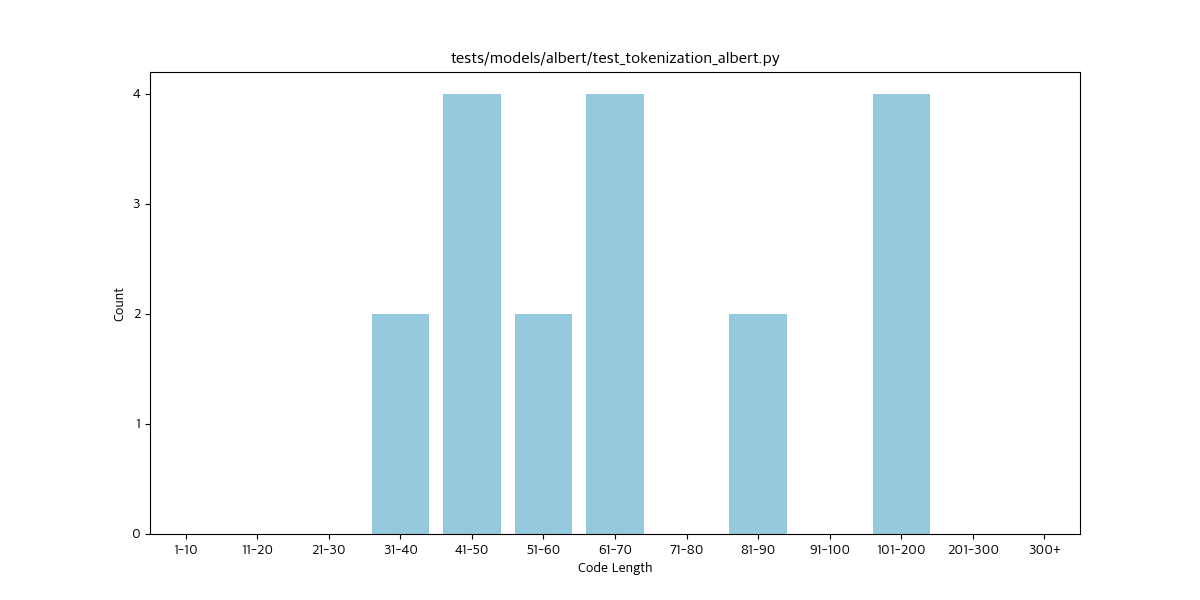 tests/models/albert/test_tokenization_albert.py
4
3
2
1
0
Count
1-10 11-20 21-30 31-40 41-50 51-60 61-70 71-80 81-90 91-100 101-200 201-300 300+
Code Length